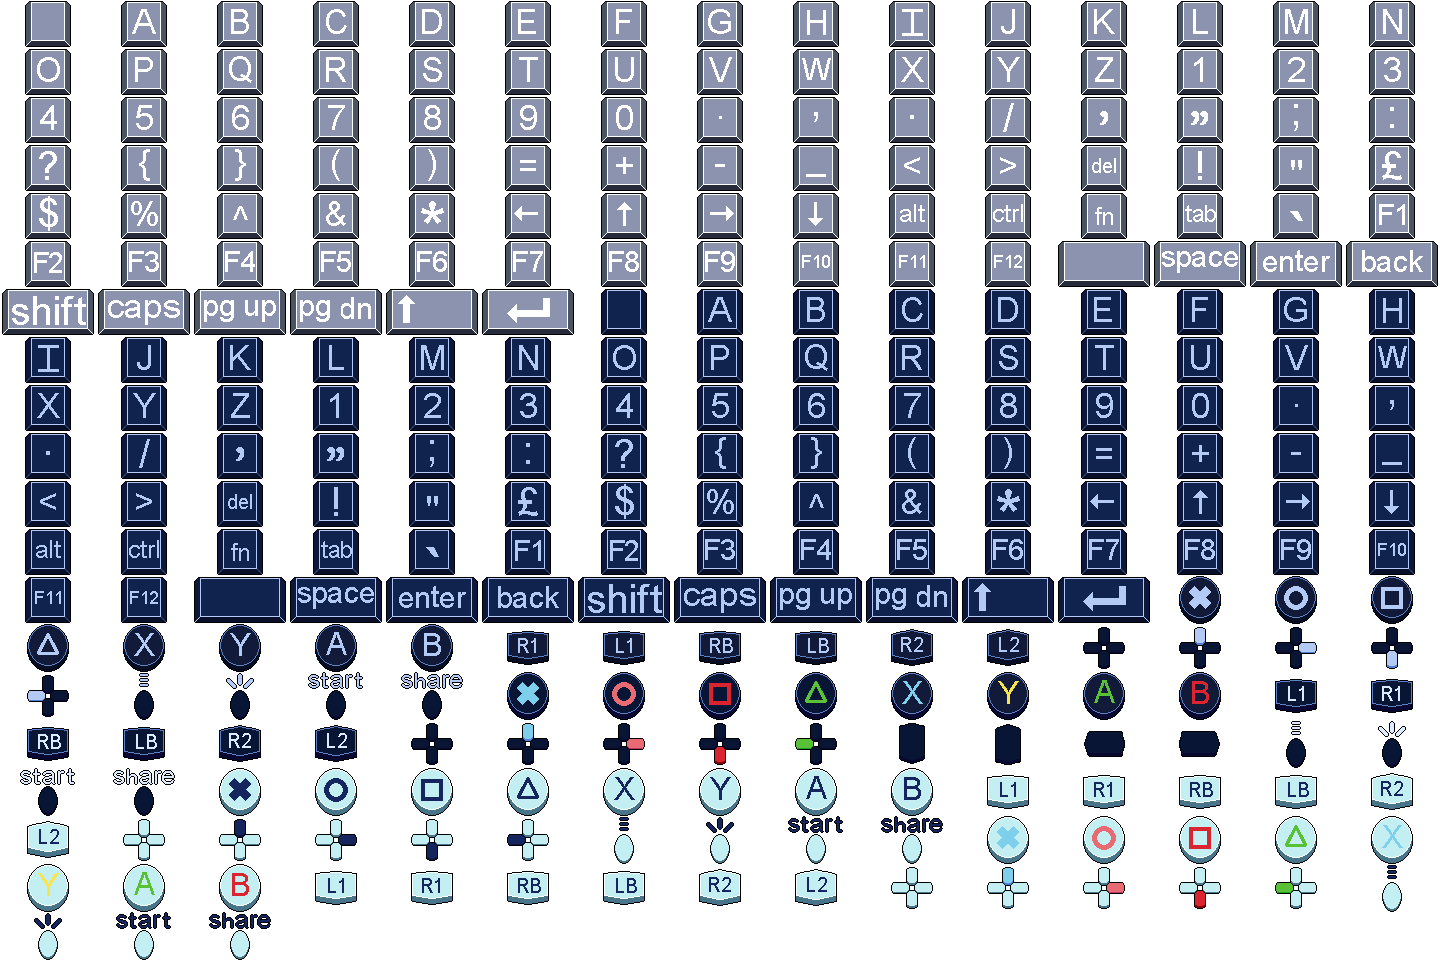 A B C D E F G H I J K L M N
O P Q R S T U V W X Y Z 1 2 3
4 5 6 7 8 9 0 · , · / ❜ ❞ ; :
? { } ( ) = + - _ < > del ! " £
$ % ^ & * ← ↑ → ↓ alt ctrl fn tab ` F1
F2 F3 F4 F5 F6 F7 F8 F9 F10 F11 F12 space enter back
shift caps pg up pg dn ↑ ↵ A B C D E F G H
I J K L M N O P Q R S T U V W
X Y Z 1 2 3 4 5 6 7 8 9 0 · ,
· / ❜ ❞ ; : ? { } ( ) = + - _
< > del ! " £ $ % ^ & * ← ↑ → ↓
alt ctrl fn tab ` F1 F2 F3 F4 F5 F6 F7 F8 F9 F10
F11 F12 space enter back shift caps pg up pg dn ↑ ↵
X Y A B R1 L1 RB LB R2 L2
start share X Y A B L1 R1
RB LB R2 L2
start share X Y A B L1 R1 RB LB R2
L2 start share X
Y A B L1 R1 RB LB R2 L2
start share